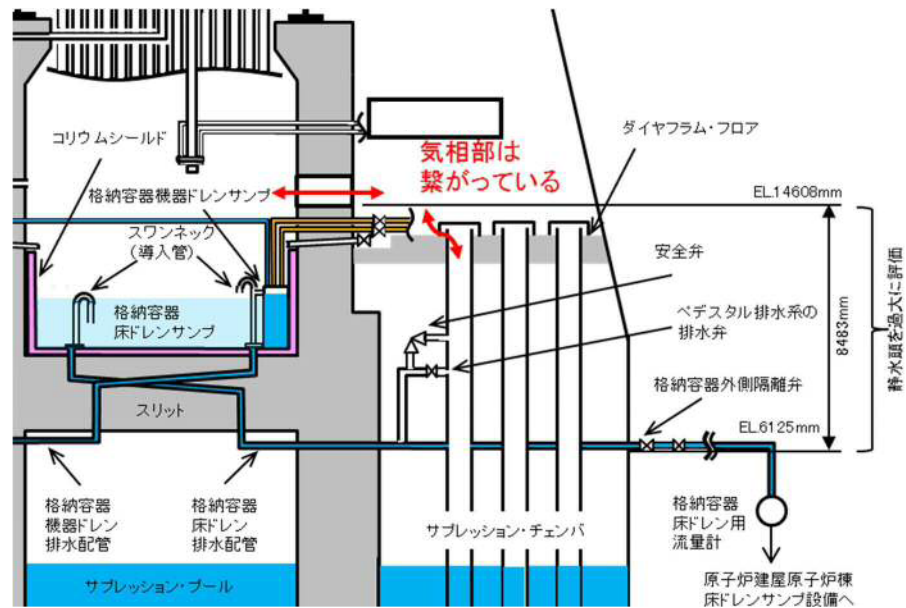 コリウムシールド
格納容器機器ドレンサンプ
スワンネック
(導入管)
格納容器
床ドレンサンプ
スリット
気相部は
繋がっている
ダイヤフラム・フロア
EL.14608mm
安全弁
ペデスタル排水系の
排水弁
8483mm
静水頭を過大に評価
格納容器外側隔離弁
EL.6125mm
格納容器
機器ドレン
排水配管
格納容器
床ドレン
排水配管
サプレッション・チェンバ
格納容器
床ドレン用
流量計
サプレッション・プール
原子炉建屋原子炉棟
床ドレンサンプ設備へ